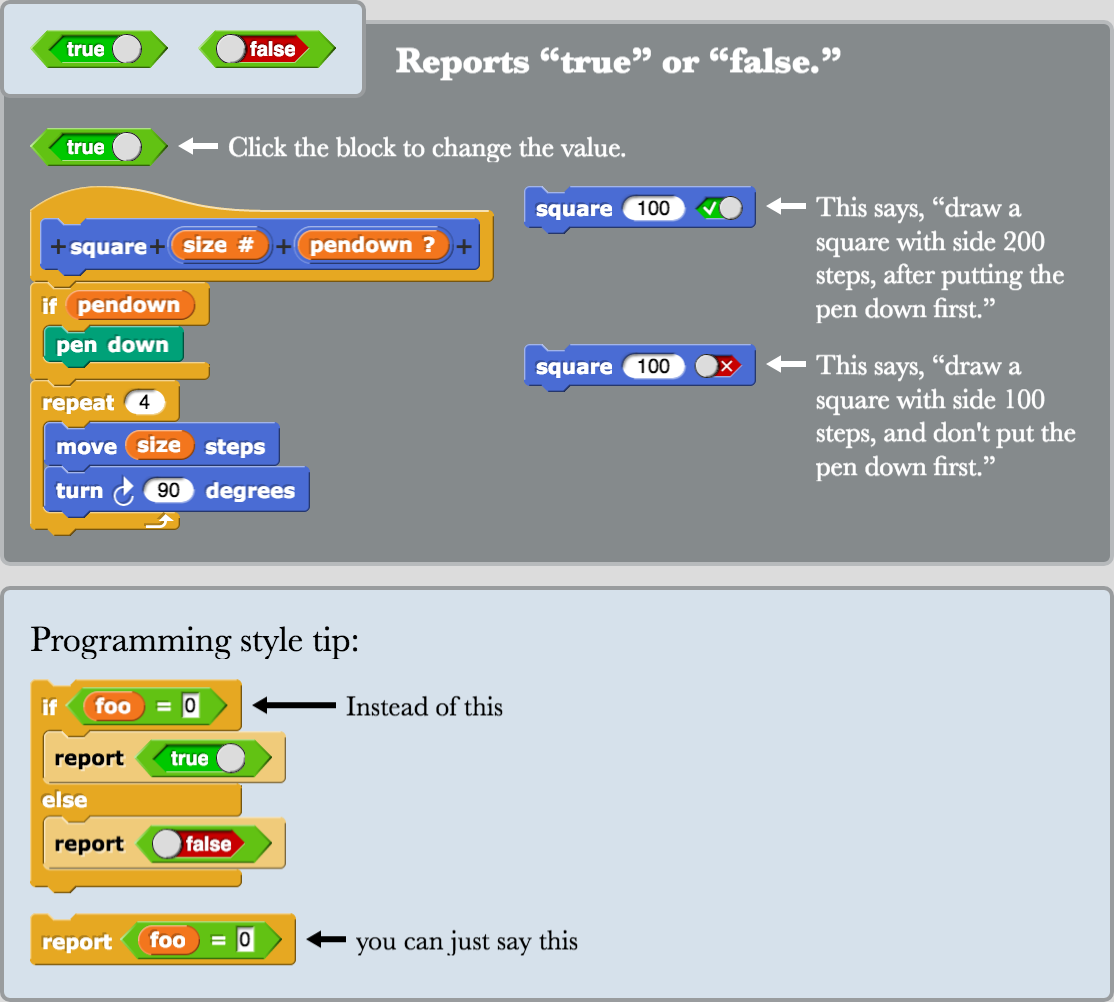 true false
Reports “true” or “false.”
true Click the block to change the value.
+ square + size # + pendown ? +
if pendown
pen down
repeat 4
move size steps
turn 90 degrees
square 100
This says, “draw a
square with side 200
steps, after putting the
pen down first.”
square 100
This says, “draw a
square with side 100
steps, and don't put the
pen down first.”
Programming style tip:
if foo = 0 Instead of this
report true
else
report false
report foo = 0 you can just say this